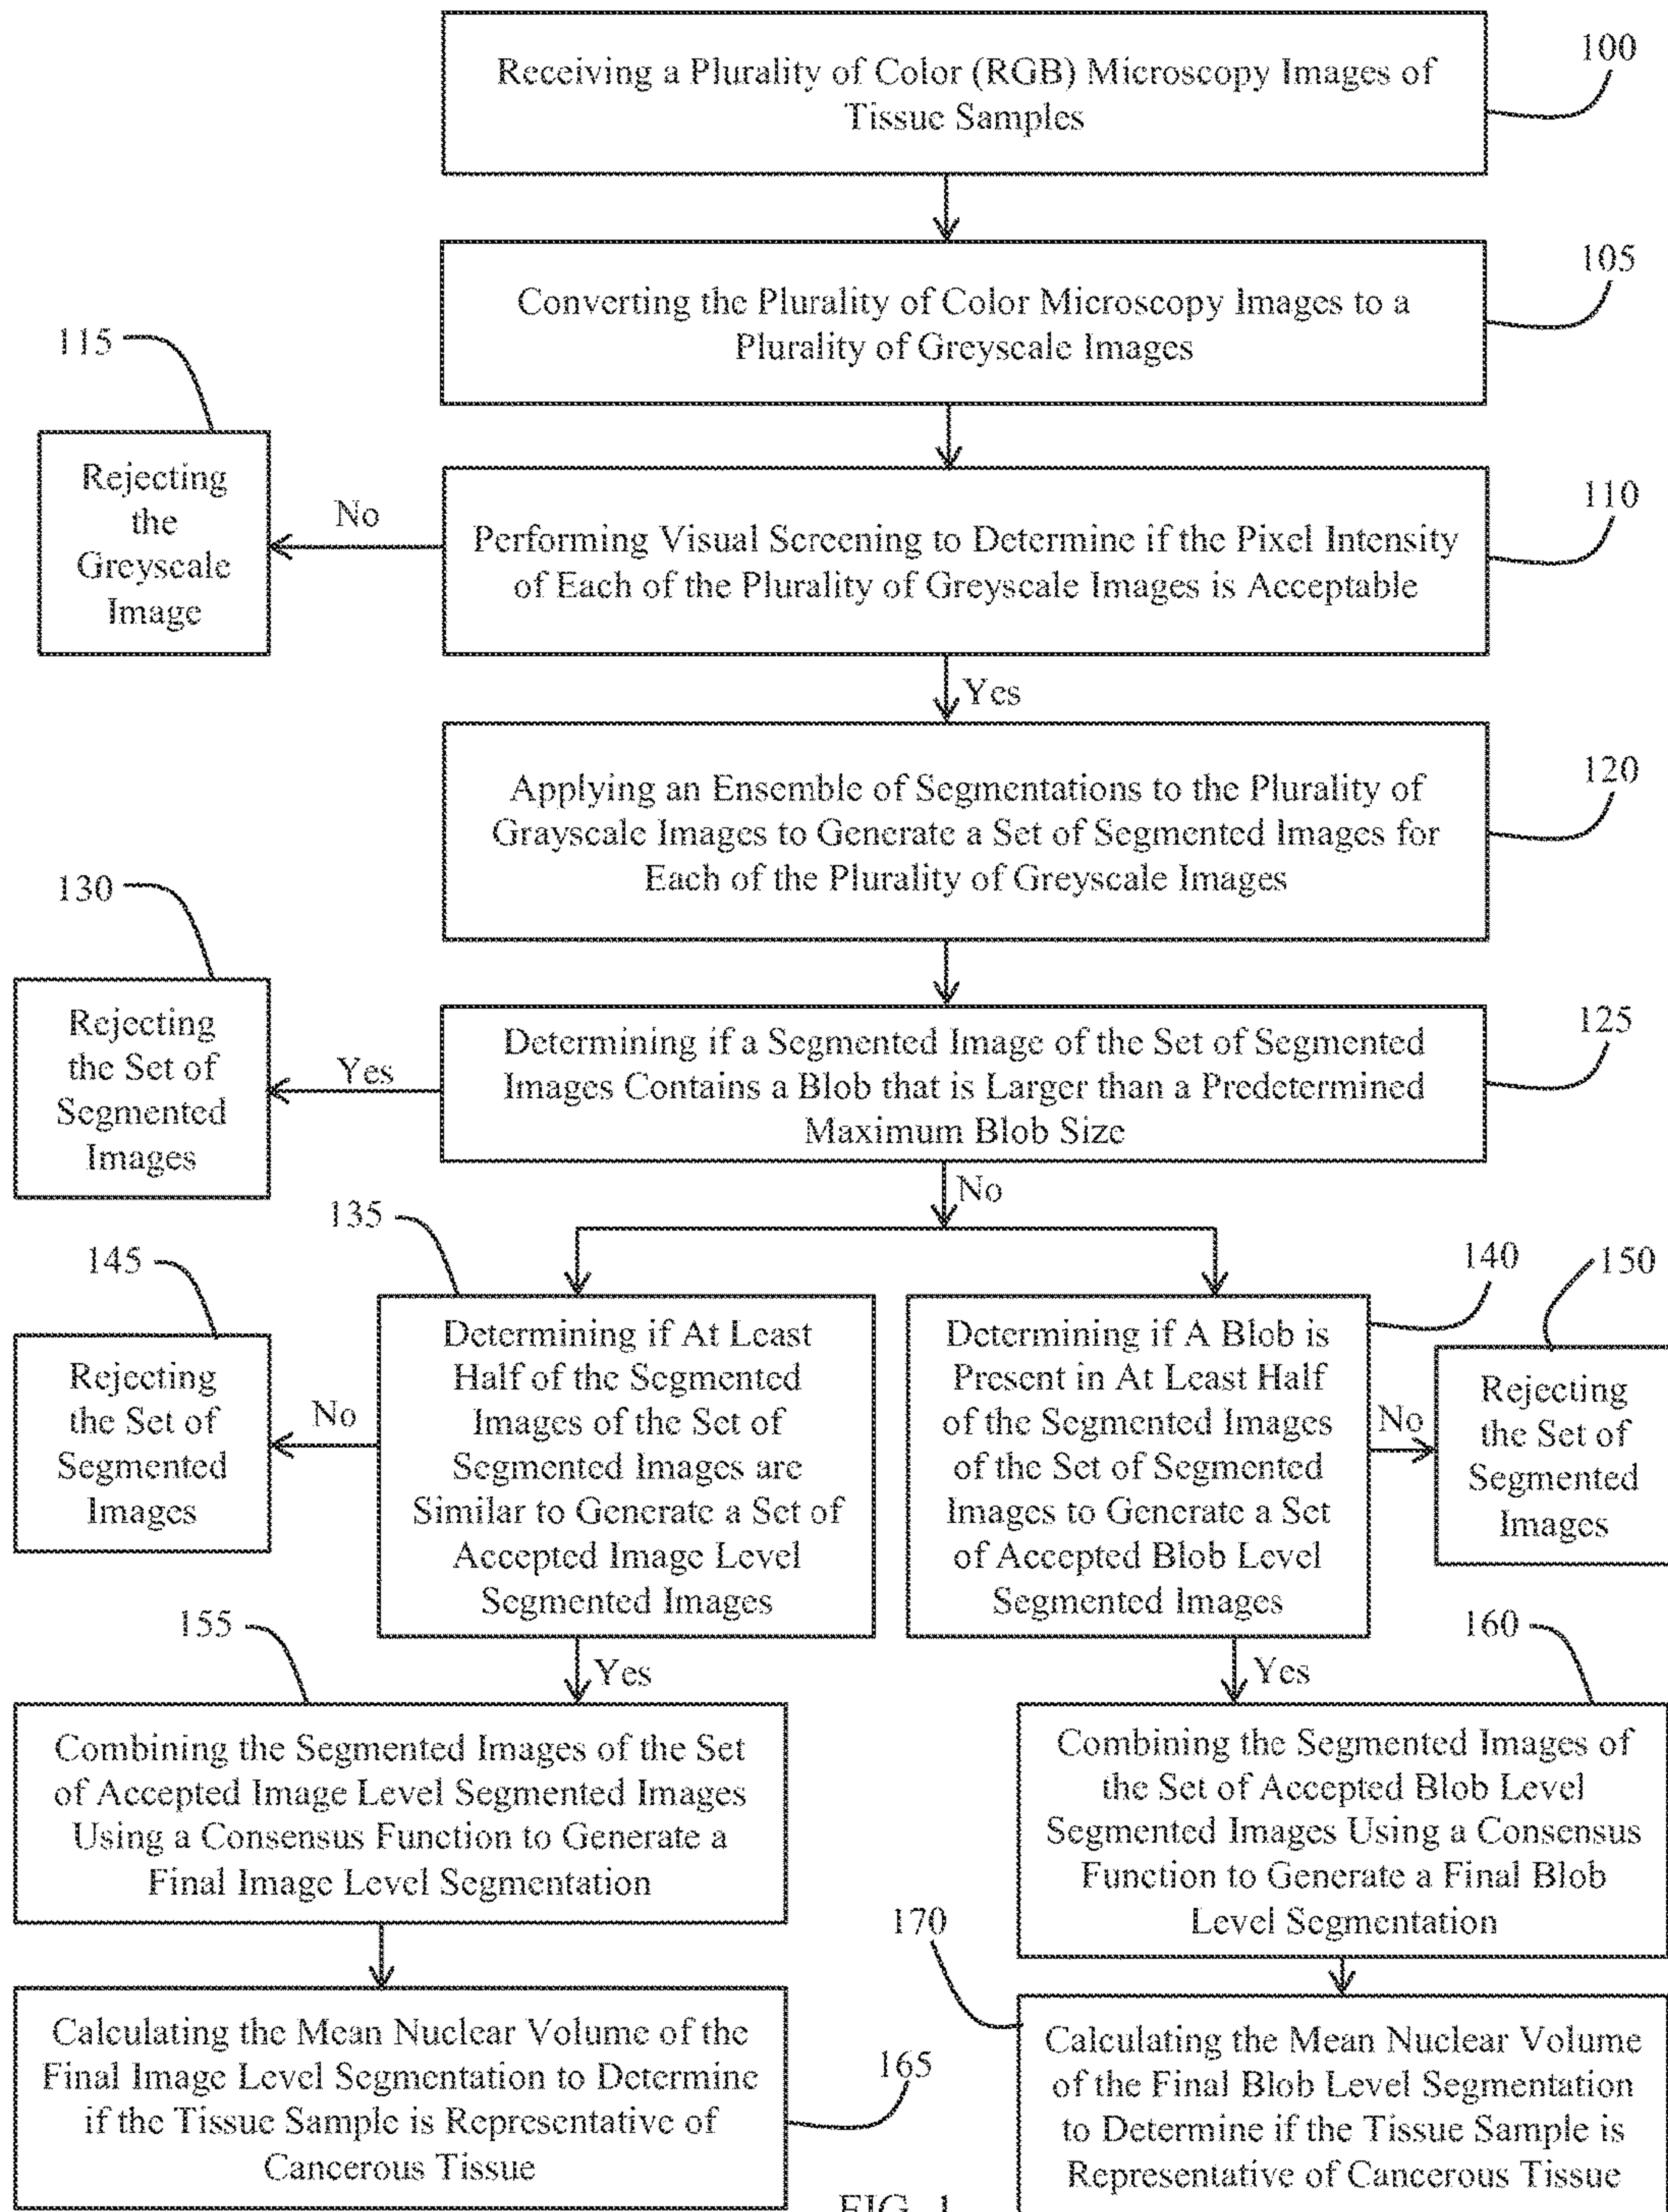 Receiving a Plurality of Color (RGB) Microscopy Images of
Tissue Samples
100
Converting the Plurality of Color Microscopy Images to a
Plurality of Greyscale Images
105
115
Rejecting
the
Greyscale
Image
No
Performing Visual Screening to Determine if the Pixel Intensity
of Each of the Plurality of Greyscale Images is Acceptable
110
Yes
Applying an Ensemble of Segmentations to the Plurality of
Grayscale Images to Generate a Set of Segmented Images for
Each of the Plurality of Greyscale Images
120
130
Rejecting
the Set of
Segmented
Images
Yes
Determining if a Segmented Image of the Set of Segmented
Images Contains a Blob that is Larger than a Predetermined
Maximum Blob Size
125
No
135
140
145
150
Rejecting
the Set of
Segmented
Images
No
Determining if At Least
Half of the Segmented
Images of the Set of
Segmented Images are
Similar to Generate a Set of
Accepted Image Level
Segmented Images
Determining if A Blob is
Present in At Least Half
of the Segmented Images
of the Set of Segmented
Images to Generate a Set
of Accepted Blob Level
Segmented Images
No
Rejecting
the Set of
Segmented
Images
155
Yes
Yes
160
Combining the Segmented Images of the Set
of Accepted Image Level Segmented Images
Using a Consensus Function to Generate a
Final Image Level Segmentation
Combining the Segmented Images of
the Set of Accepted Blob Level
Segmented Images Using a Consensus
Function to Generate a Final Blob
Level Segmentation
170
Calculating the Mean Nuclear Volume of the
Final Image Level Segmentation to Determine
if the Tissue Sample is Representative of
Cancerous Tissue
165
Calculating the Mean Nuclear Volume
of the Final Blob Level Segmentation
to Determine if the Tissue Sample is
Representative of Cancerous Tissue
FIG. 1